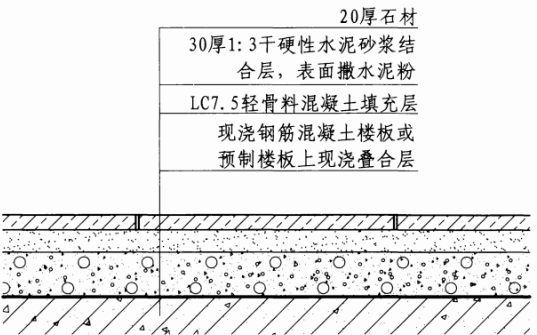 20厚石材
30厚1:3干硬性水泥砂浆结
合层，表面撒水泥粉
LC7.5轻骨料混凝土填充层
现浇钢筋混凝土楼板或
预制楼板上现浇叠合层